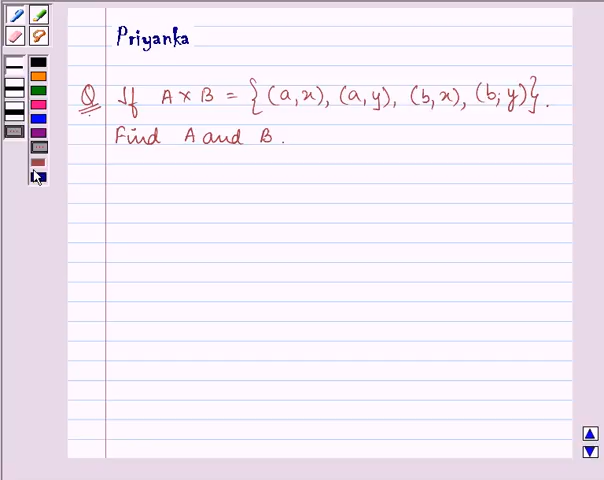 Priyanka
Q If A × B = {(a,x), (a,y), (b,x), (b,y)}.
Find A and B.